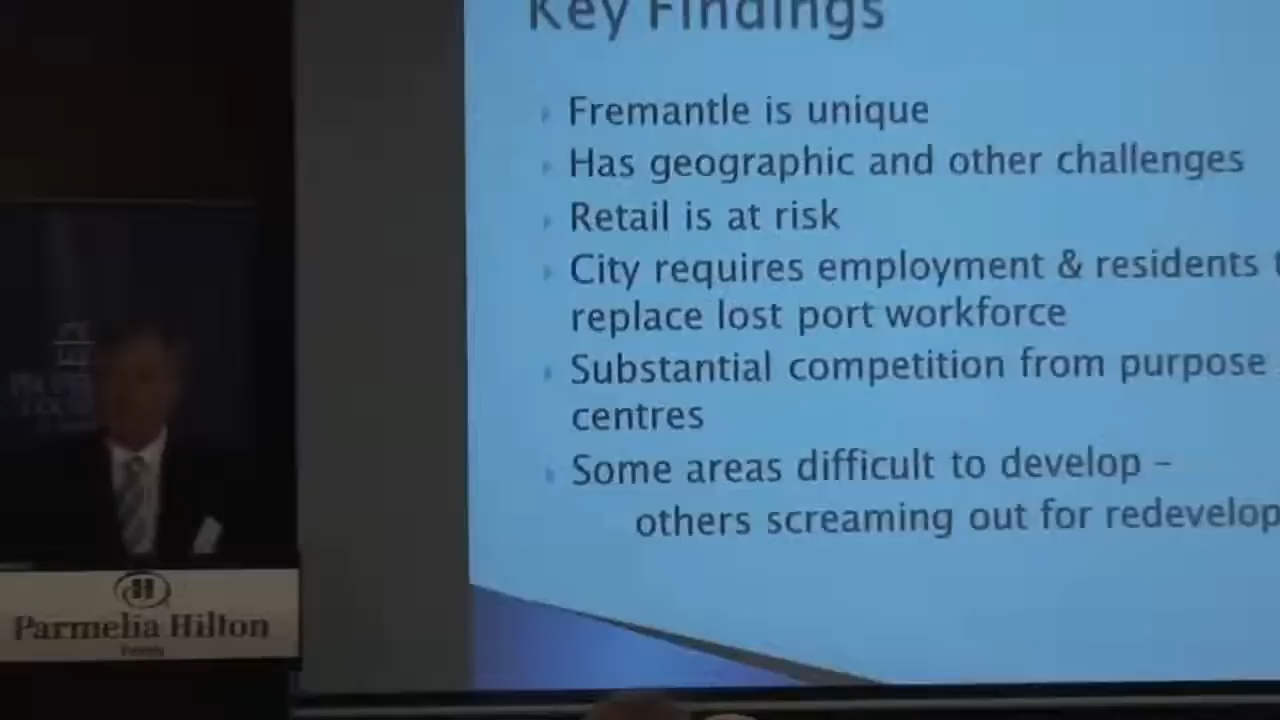 Key Findings
Fremantle is unique
Has geographic and other challenges
Retail is at risk
City requires employment & residents
replace lost port workforce
Substantial competition from purpose
centres
Some areas difficult to develop –
others screaming out for redevelop
H
Parmelia Hilton